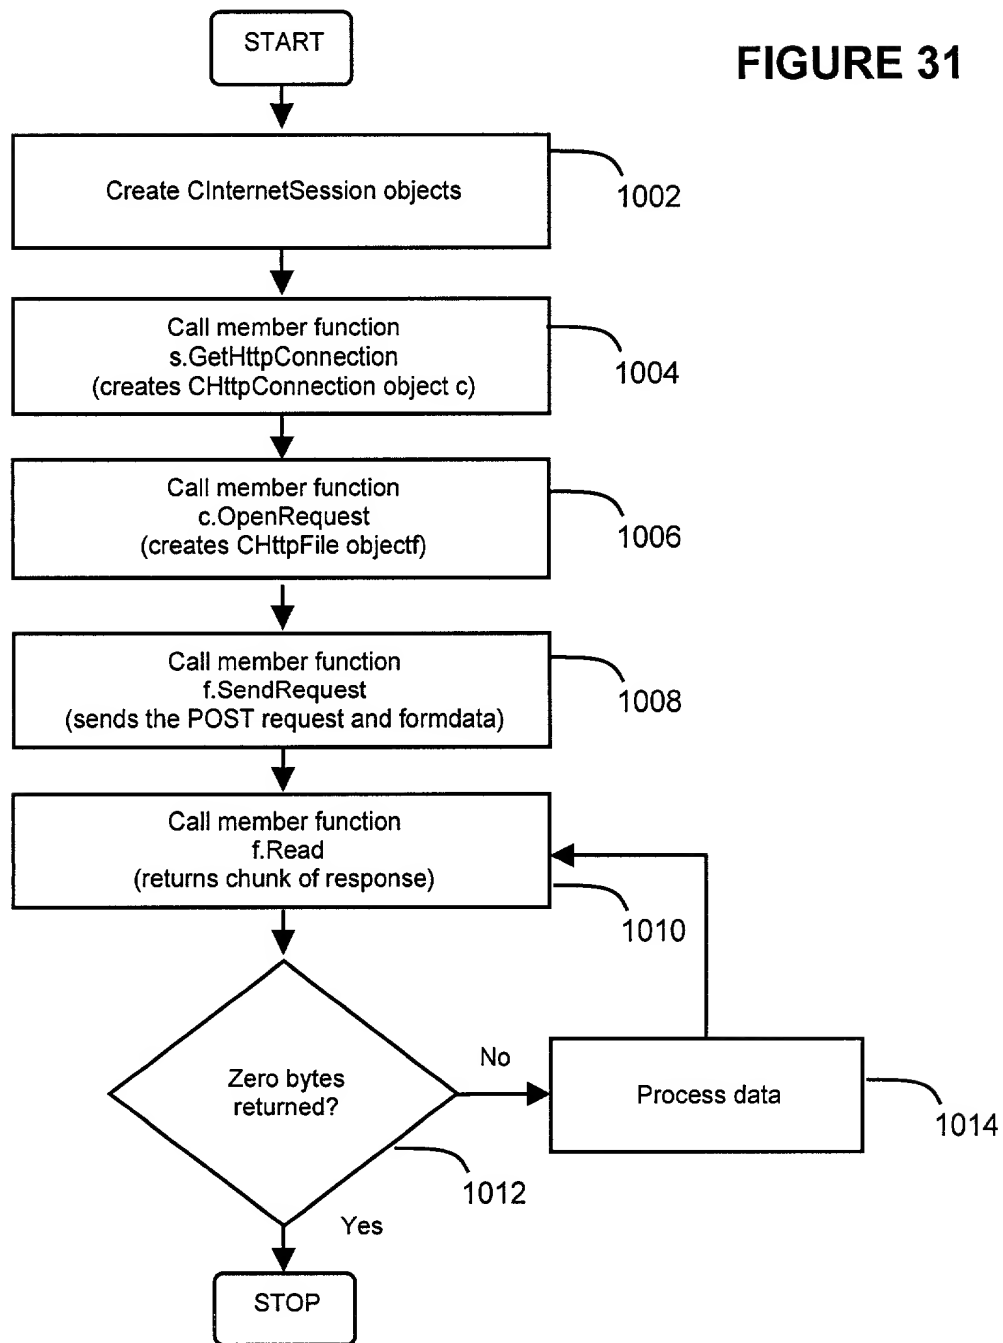 START
FIGURE 31
Create CInternetSession objects
1002
Call member function
s.GetHttpConnection
(creates CHttpConnection object c)
1004
Call member function
c.OpenRequest
(creates CHttpFile objectf)
1006
Call member function
f.SendRequest
(sends the POST request and formdata)
1008
Call member function
f.Read
(returns chunk of response)
1010
Zero bytes
returned?
No
Process data
1014
1012
Yes
STOP